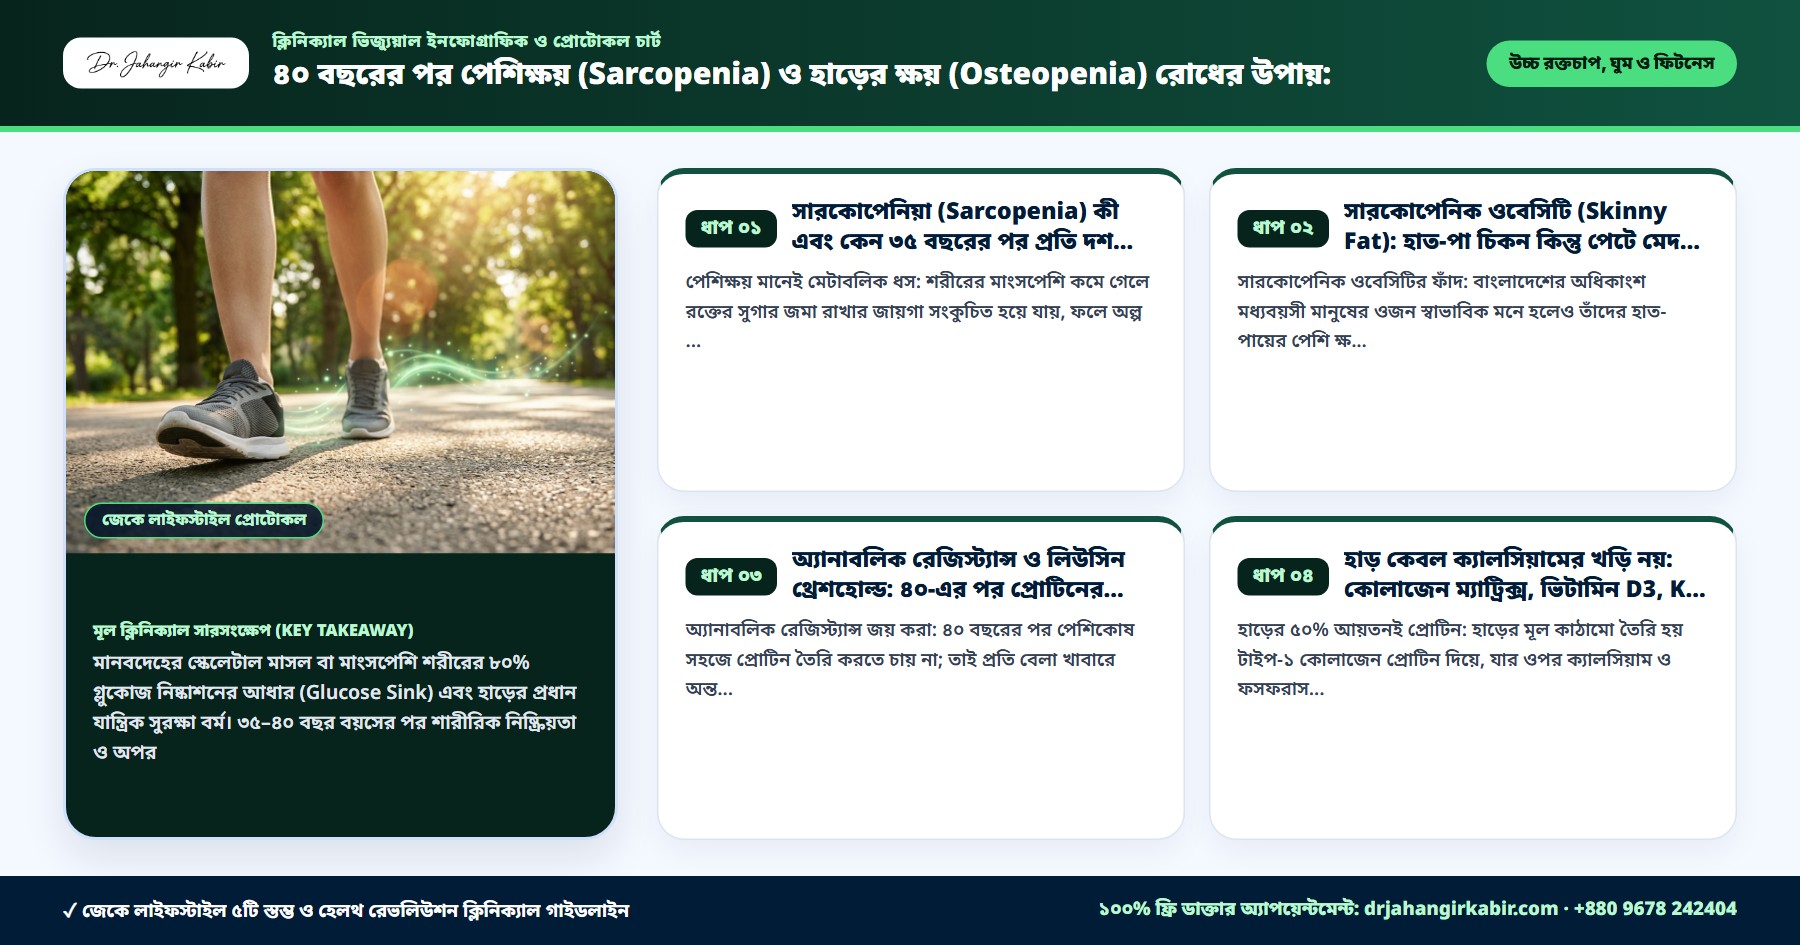 Dr. Jahangir Kabir
ক্লিনিক্যাল ভিজ্যুয়াল ইনফোগ্রাফিক ও প্রোটোকল চার্ট
৪০ বছরের পর পেশিক্ষয় (Sarcopenia) ও হাড়ের ক্ষয় (Osteopenia) রোধের উপায়:
উচ্চ রক্তচাপ, ঘুম ও ফিটনেস
জেকে লাইফস্টাইল প্রোটোকল
মূল ক্লিনিক্যাল সারসংক্ষেপ (KEY TAKEAWAY)
মানবদেহের স্কেলেটাল মাসল বা মাংসপেশি শরীরের ৮০%
গ্লুকোজ নিষ্কাশনের আধার (Glucose Sink) এবং হাড়ের প্রধান
যান্ত্রিক সুরক্ষা বর্ম। ৩৫–৪০ বছর বয়সের পর শারীরিক নিষ্ক্রিয়তা
ও অপর
ধাপ ০১
সারকোপেনিয়া (Sarcopenia) কী
এবং কেন ৩৫ বছরের পর প্রতি দশ...
পেশিক্ষয় মানেই মেটাবলিক ধস: শরীরের মাংসপেশি কমে গেলে
রক্তের সুগার জমা রাখার জায়গা সংকুচিত হয়ে যায়, ফলে অল্প
...
ধাপ ০২
সারকোপেনিক ওবেসিটি (Skinny
Fat): হাত-পা চিকন কিন্তু পেটে মেদ...
সারকোপেনিক ওবেসিটির ফাঁদ: বাংলাদেশের অধিকাংশ
মধ্যবয়সী মানুষের ওজন স্বাভাবিক মনে হলেও তাঁদের হাত-
পায়ের পেশি ক্ষ...
ধাপ ০৩
অ্যানাবলিক রেজিস্ট্যান্স ও লিউসিন
থ্রেশহোল্ড: ৪০-এর পর প্রোটিনের...
অ্যানাবলিক রেজিস্ট্যান্স জয় করা: ৪০ বছরের পর পেশিকোষ
সহজে প্রোটিন তৈরি করতে চায় না; তাই প্রতি বেলা খাবারে
অন্ত...
ধাপ ০৪
হাড় কেবল ক্যালসিয়ামের খড়ি নয়:
কোলাজেন ম্যাট্রিক্স, ভিটামিন D3, K...
হাড়ের ৫০% আয়তনই প্রোটিন: হাড়ের মূল কাঠামো তৈরি হয়
টাইপ-১ কোলাজেন প্রোটিন দিয়ে, যার ওপর ক্যালসিয়াম ও
ফসফরাস...
✓ জেকে লাইফস্টাইল ৫টি স্তম্ভ ও হেলথ রেভলিউশন ক্লিনিক্যাল গাইডলাইন
১০০% ফ্রি ডাক্তার অ্যাপয়েন্টমেন্ট: drjahangirkabir.com · +880 9678 242404